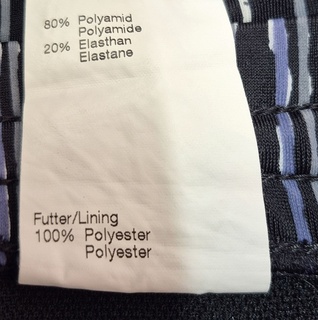 80% Polyamid
Polyamide
20% Elasthan
Elastane
Futter/Lining
100% Polyester
Polyester